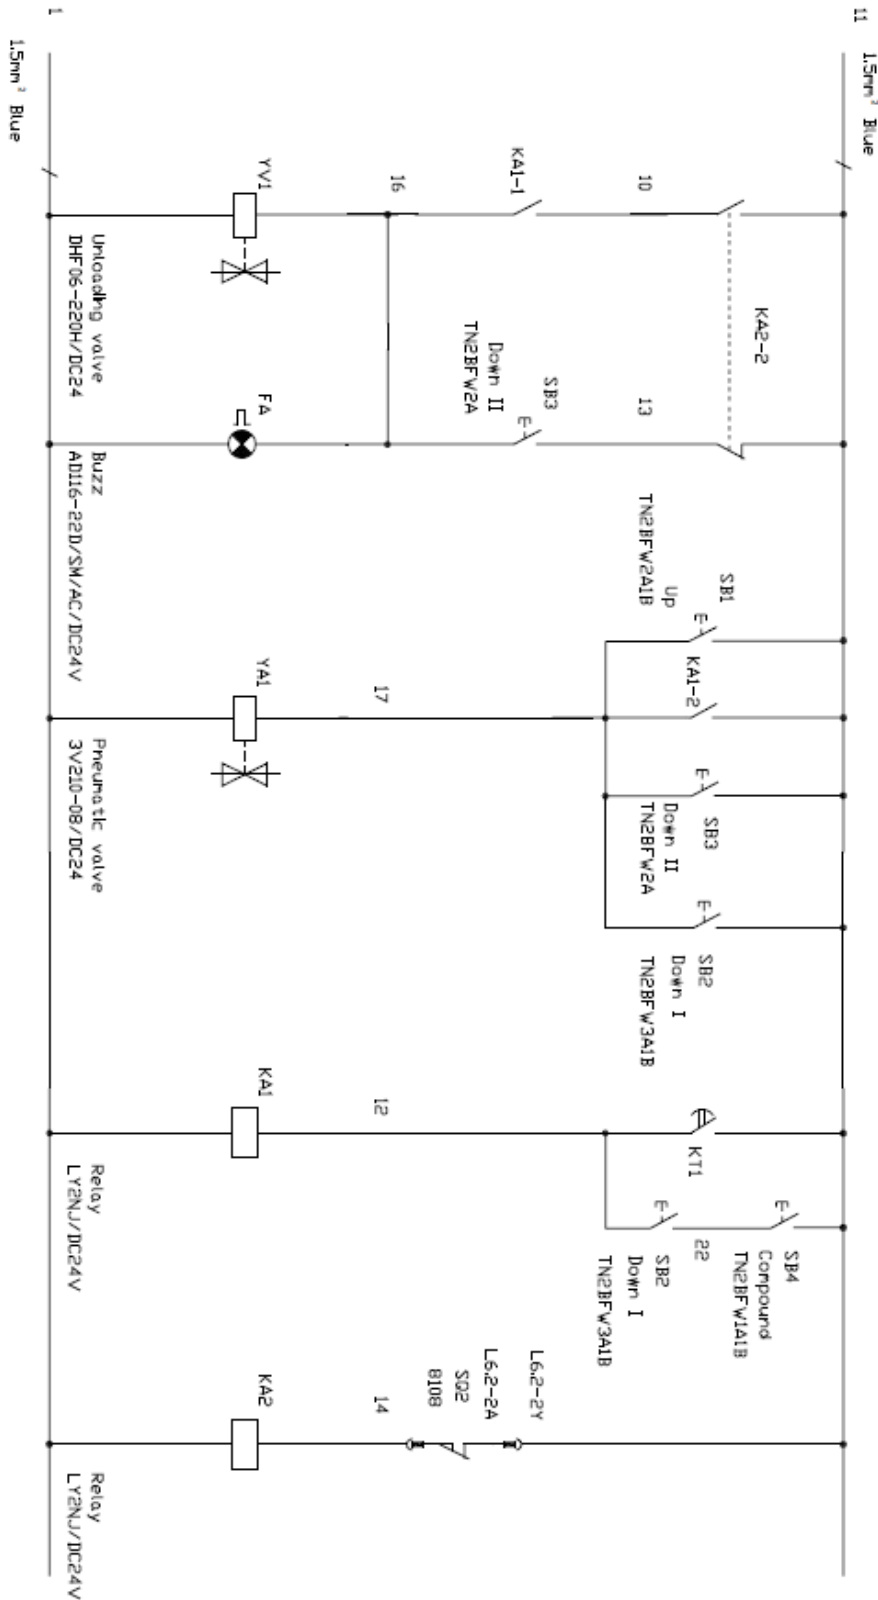 11
1.5mm² Blue
KA2-2
SB1
Up
TN2BFW2A1B
KA1-2
SB3
Down II
TN2BFW2A
SB2
Down I
TN2BFW3A1B
KT1
SB4
Compound
TN2BFW1A1B
22
SB2
Down I
TN2BFW3A1B
10
13
KA1-1
SB3
Down II
TN2BFW2A
L6.2-2Y
L6.2-2A
SQ2
8108
16
17
12
14
YV1
FA
YA1
KA1
KA2
Unloading valve
DHF06-220H/DC24
Buzz
AD116-22D/SM/AC/DC24V
Pneumatic valve
3V210-08/DC24
Relay
LY2NJ/DC24V
Relay
LY2NJ/DC24V
1
1.5mm² Blue